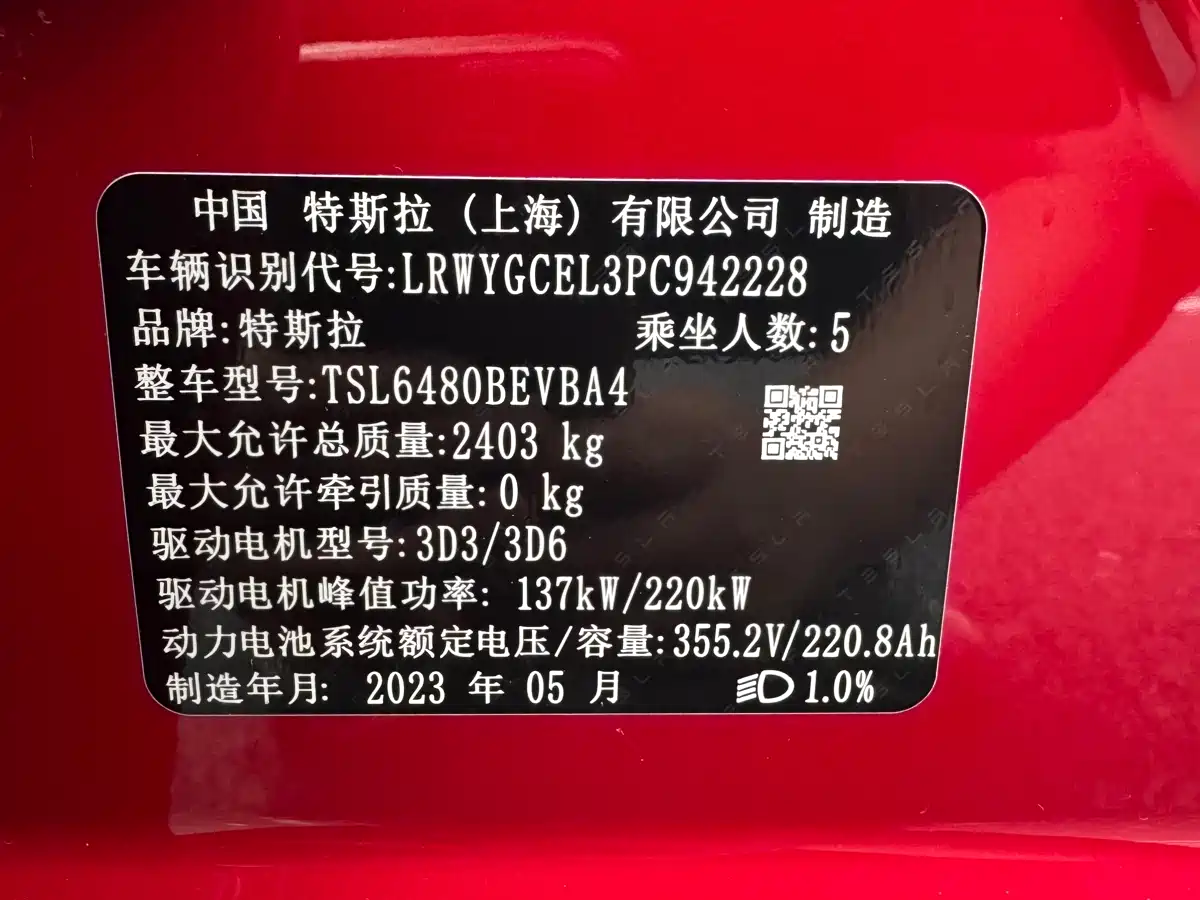 中国 特斯拉 (上海) 有限公司 制造
车辆识别代号:LRWYGCEL3PC942228
品牌:特斯拉 乘坐人数:5
整车型号:TSL6480BEVBA4
最大允许总质量:2403 kg
最大允许牵引质量:0 kg
驱动电机型号:3D3/3D6
驱动电机峰值功率: 137kW/220kW
动力电池系统额定电压/容量:355.2V/220.8Ah
制造年月: 2023 年 05 月 1.0%